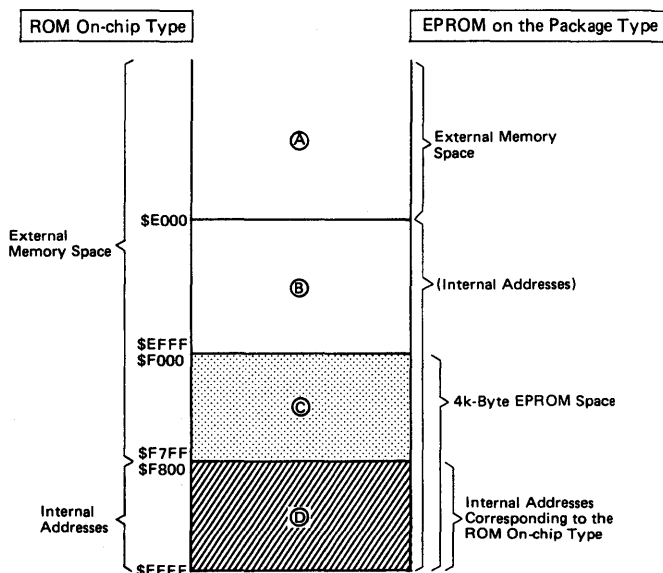 ROM On-chip Type
EPROM on the Package Type
Ⓐ
External Memory
Space
$E000
External
Memory Space
Ⓑ
(Internal Addresses)
$EFFF
$F000
Ⓒ
4k-Byte EPROM Space
$F7FF
$F800
Internal
Addresses
Ⓓ
Internal Addresses
Corresponding to the
ROM On-chip Type
$FFFF